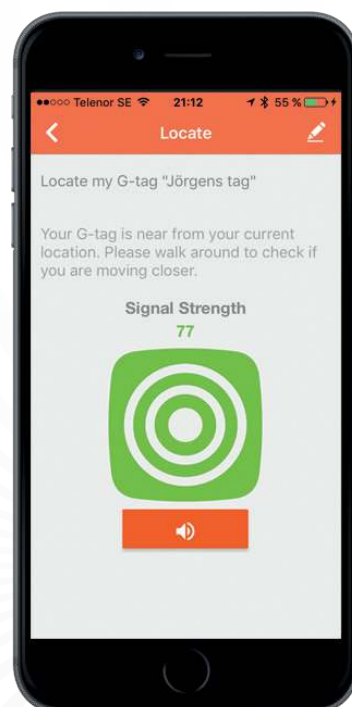 Telenor SE 21:12 55 %
Locate
Locate my G-tag "Jörgens tag"
Your G-tag is near from your current
location. Please walk around to check if
you are moving closer.
Signal Strength
77